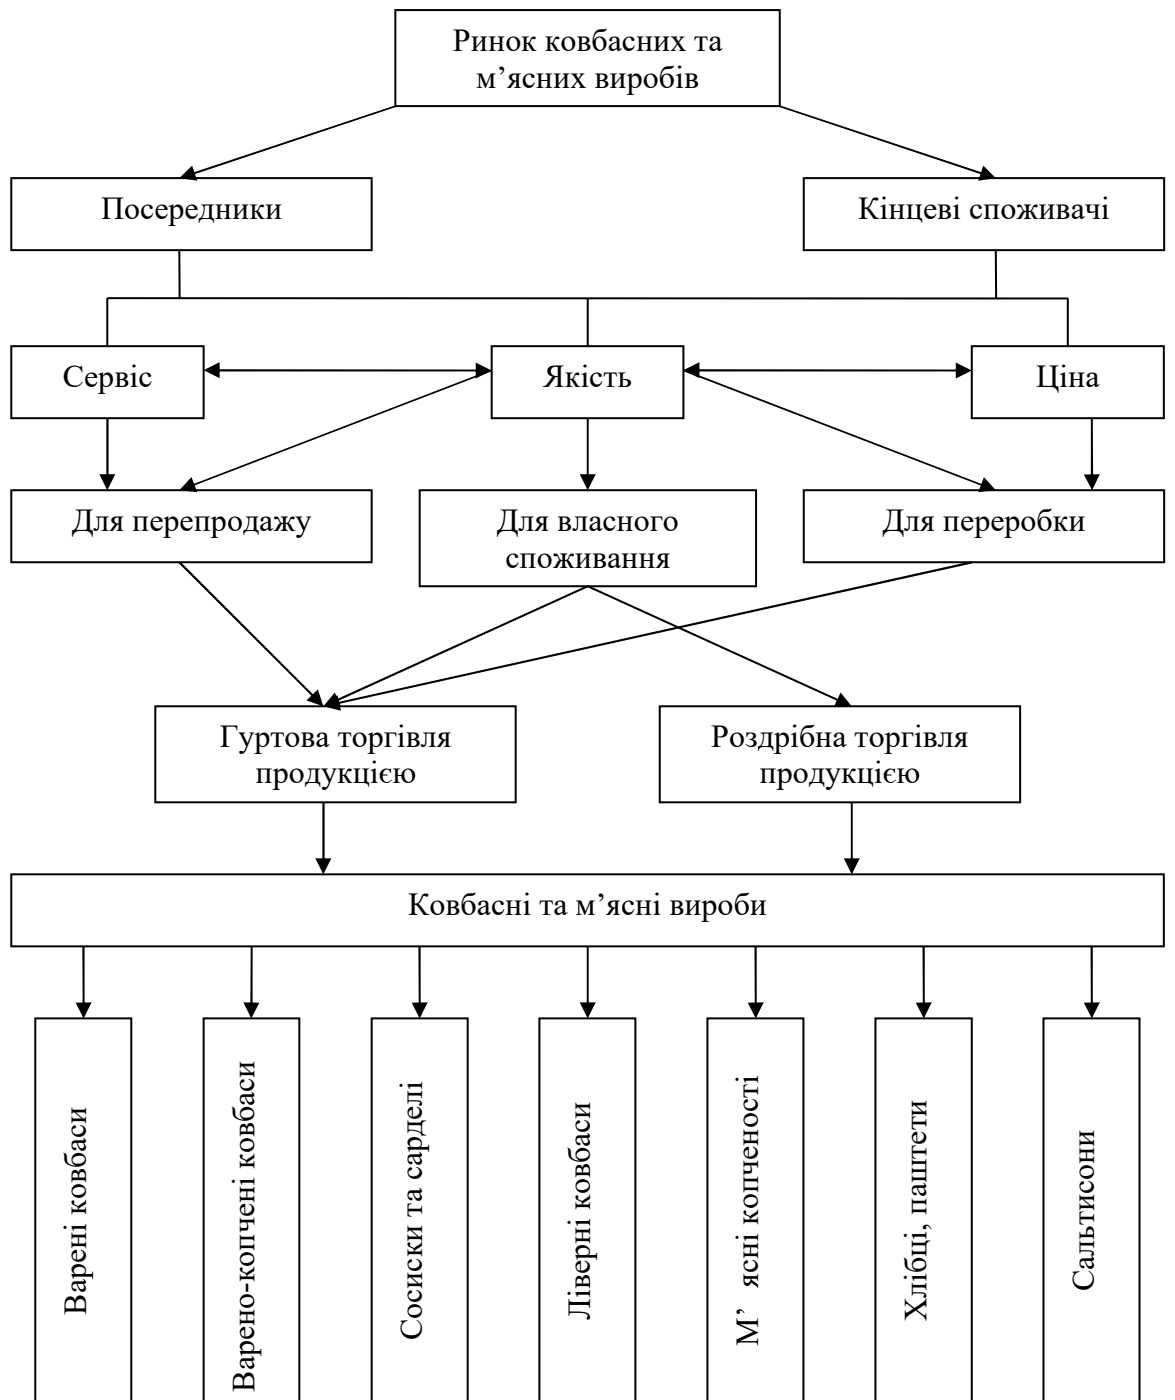 Ринок ковбасних та
м’ясних виробів
Посередники
Кінцеві споживачі
Сервіс
Якість
Ціна
Для перепродажу
Для власного
споживання
Для переробки
Гуртова торгівля
продукцією
Роздрібна торгівля
продукцією
Ковбасні та м’ясні вироби
Варені ковбаси
Варено-копчені ковбаси
Сосиски та сарделі
Ліверні ковбаси
М’ ясні копченості
Хлібці, паштети
Сальтисони